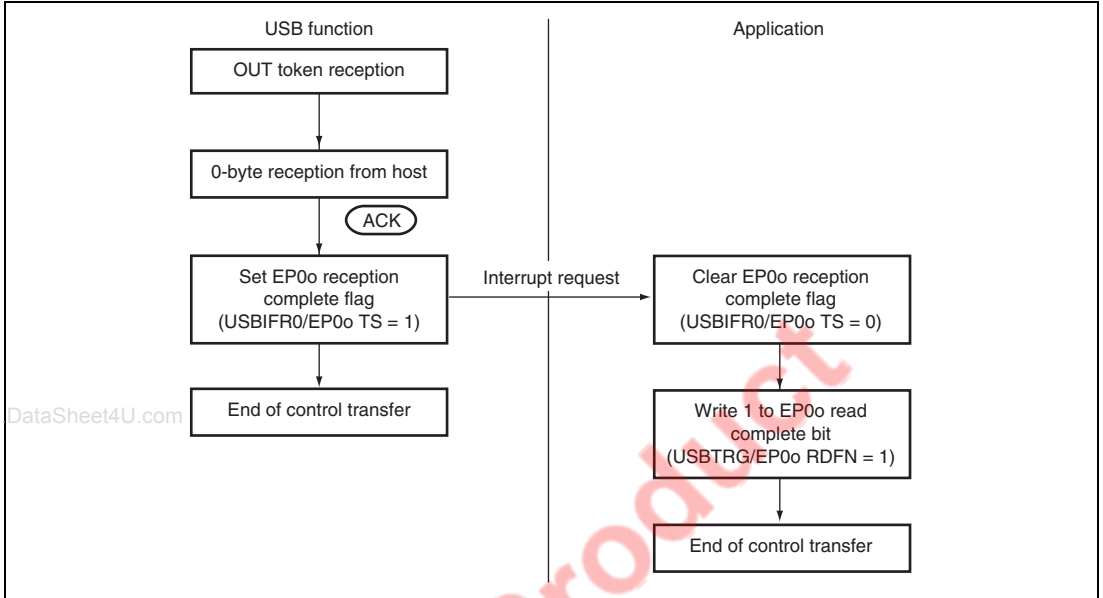 USB function
Application
OUT token reception
0-byte reception from host
ACK
Set EP0o reception
complete flag
(USBIFR0/EP0o TS = 1)
Interrupt request
Clear EP0o reception
complete flag
(USBIFR0/EP0o TS = 0)
End of control transfer
Write 1 to EP0o read
complete bit
(USBTRG/EP0o RDFN = 1)
End of control transfer
DataSheet4U.com
roduct